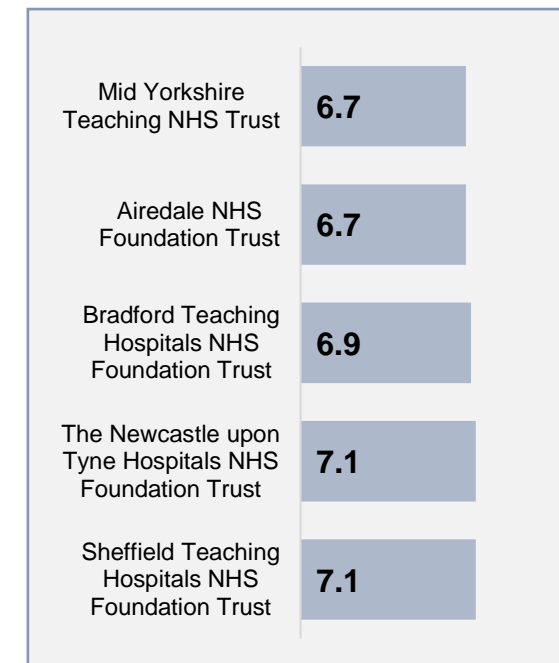 Mid Yorkshire
Teaching NHS Trust
6.7
Airedale NHS
Foundation Trust
6.7
Bradford Teaching
Hospitals NHS
Foundation Trust
6.9
The Newcastle upon
Tyne Hospitals NHS
Foundation Trust
7.1
Sheffield Teaching
Hospitals NHS
Foundation Trust
7.1